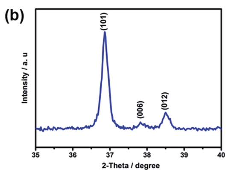 (b)
(101)
(006)
(012)
Intensity / a. u
35 36 37 38 39 40
2-Theta / degree